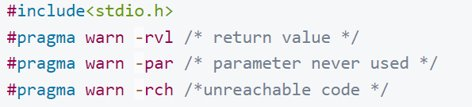 #include<stdio.h>
#pragma warn -rvl /* return value */
#pragma warn -par /* parameter never used */
#pragma warn -rch /*unreachable code */